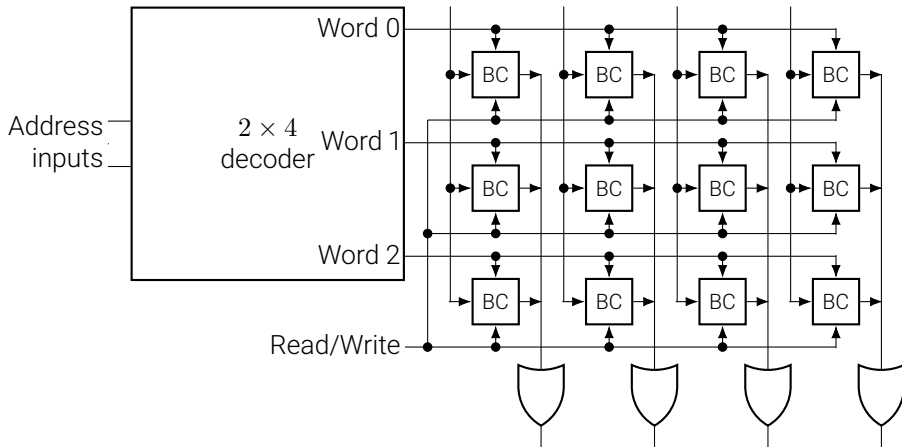 Word 0
BC BC BC BC
Address
inputs
2 × 4
decoder
Word 1
BC BC BC BC
Word 2
BC BC BC BC
Read/Write